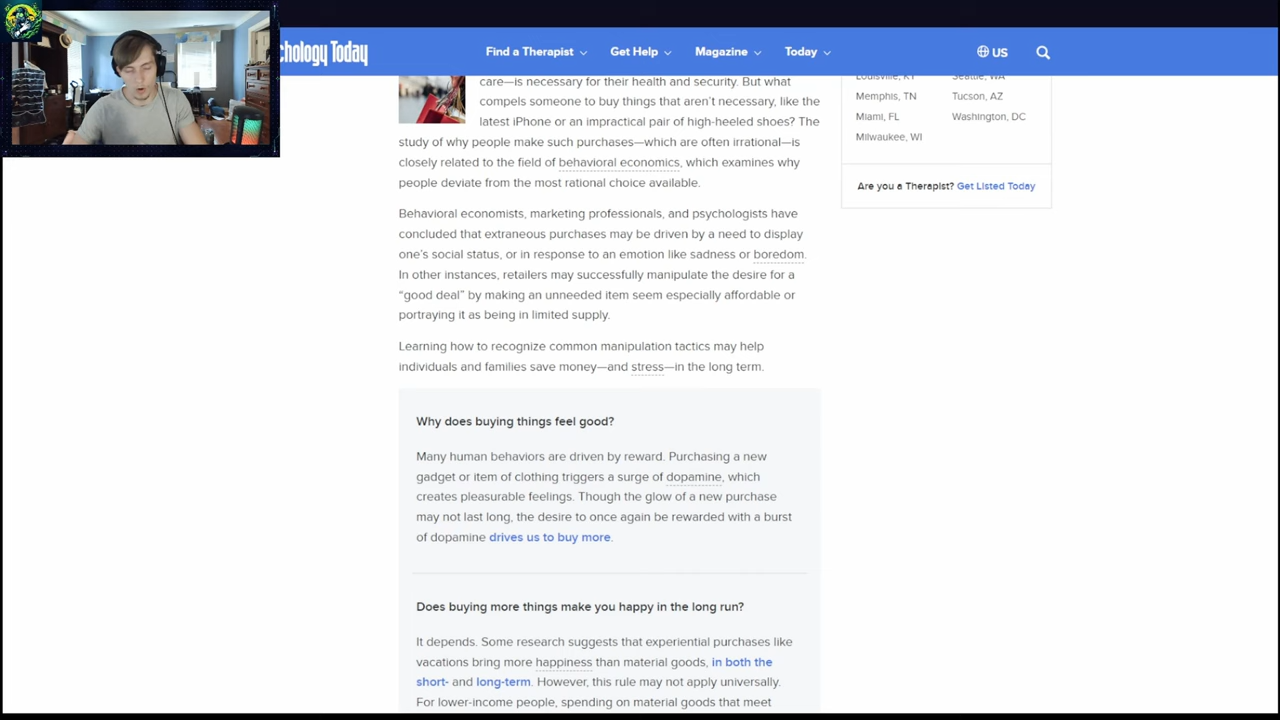 chology Today
Find a Therapist
Get Help
Magazine
Today
US
care—is necessary for their health and security. But what
compels someone to buy things that aren't necessary, like the
latest iPhone or an impractical pair of high-heeled shoes? The
study of why people make such purchases—which are often irrational—is
closely related to the field of behavioral economics, which examines why
people deviate from the most rational choice available.
Behavioral economists, marketing professionals, and psychologists have
concluded that extraneous purchases may be driven by a need to display
one's social status, or in response to an emotion like sadness or boredom.
In other instances, retailers may successfully manipulate the desire for a
“good deal” by making an unneeded item seem especially affordable or
portraying it as being in limited supply.
Learning how to recognize common manipulation tactics may help
individuals and families save money—and stress—in the long term.
Why does buying things feel good?
Many human behaviors are driven by reward. Purchasing a new
gadget or item of clothing triggers a surge of dopamine, which
creates pleasurable feelings. Though the glow of a new purchase
may not last long, the desire to once again be rewarded with a burst
of dopamine drives us to buy more.
Does buying more things make you happy in the long run?
It depends. Some research suggests that experiential purchases like
vacations bring more happiness than material goods, in both the
short- and long-term. However, this rule may not apply universally.
For lower-income people, spending on material goods that meet
Louisville, KY
Seattle, WA
Memphis, TN
Tucson, AZ
Miami, FL
Washington, DC
Milwaukee, WI
Are you a Therapist? Get Listed Today